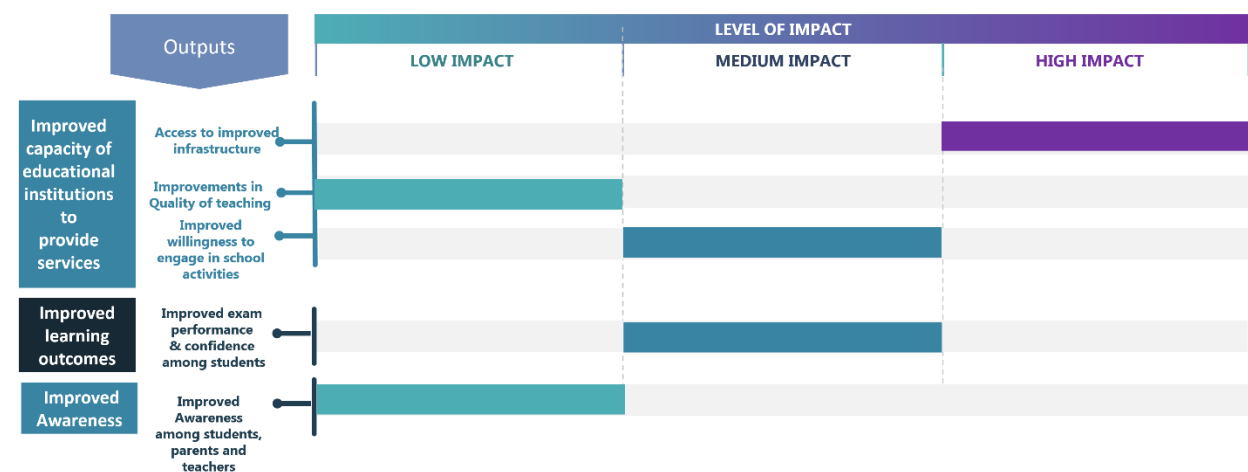 Outputs
LEVEL OF IMPACT
LOW IMPACT
MEDIUM IMPACT
HIGH IMPACT
Improved
capacity of
educational
institutions
to
provide
services
Access to improved
infrastructure
Improvements in
Quality of teaching
Improved
willingness to
engage in school
activities
Improved
learning
outcomes
Improved exam
performance
& confidence
among students
Improved
Awareness
Improved
Awareness
among students,
parents and
teachers